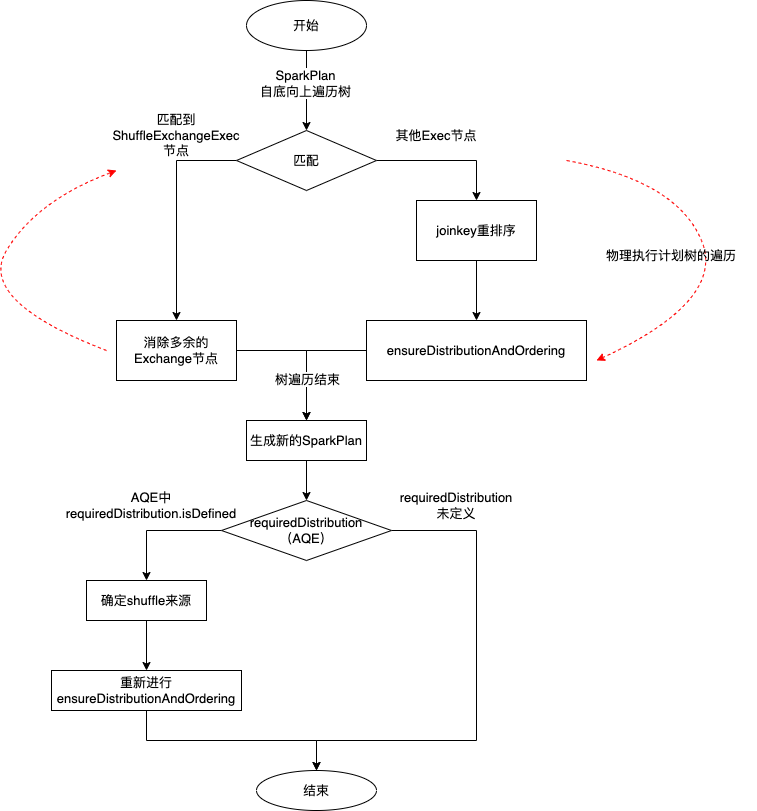 开始
SparkPlan
自底向上遍历树
匹配到
ShuffleExchangeExec
节点
匹配
其他Exec节点
joinkey重排序
物理执行计划树的遍历
消除多余的
Exchange节点
ensureDistributionAndOrdering
树遍历结束
生成新的SparkPlan
AQE中
requiredDistribution.isDefined
requiredDistribution
（AQE）
requiredDistribution
未定义
确定shuffle来源
重新进行
ensureDistributionAndOrdering
结束